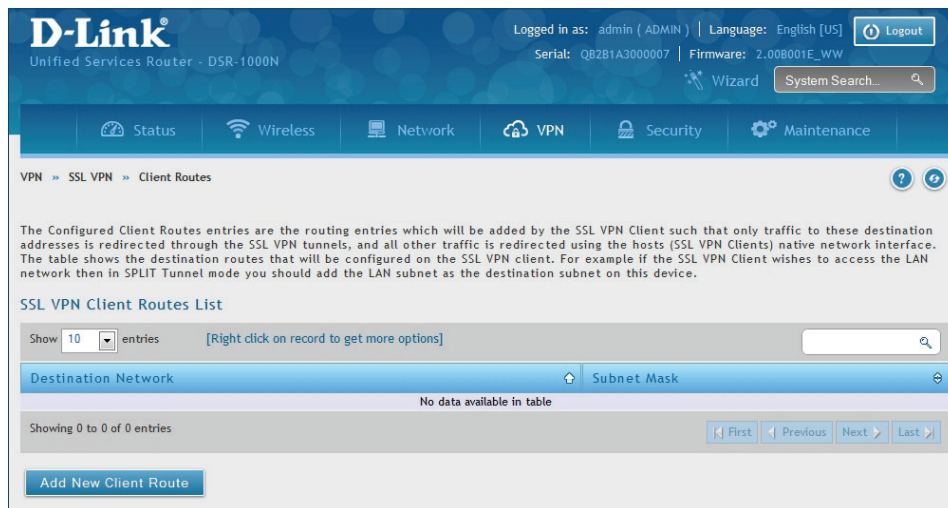 D-Link®
Unified Services Router - DSR-1000N
Logged in as: admin ( ADMIN ) | Language: English [US]
Logout
Serial: QB2B1A3000007 | Firmware: 2.00B001E_WW
Wizard
System Search...
Status
Wireless
Network
VPN
Security
Maintenance
VPN » SSL VPN » Client Routes
The Configured Client Routes entries are the routing entries which will be added by the SSL VPN Client such that only traffic to these destination
addresses is redirected through the SSL VPN tunnels, and all other traffic is redirected using the hosts (SSL VPN Clients) native network interface.
The table shows the destination routes that will be configured on the SSL VPN client. For example if the SSL VPN Client wishes to access the LAN
network then in SPLIT Tunnel mode you should add the LAN subnet as the destination subnet on this device.
SSL VPN Client Routes List
Show 10 entries
[Right click on record to get more options]
Destination Network
Subnet Mask
No data available in table
Showing 0 to 0 of 0 entries
First
Previous
Next
Last
Add New Client Route